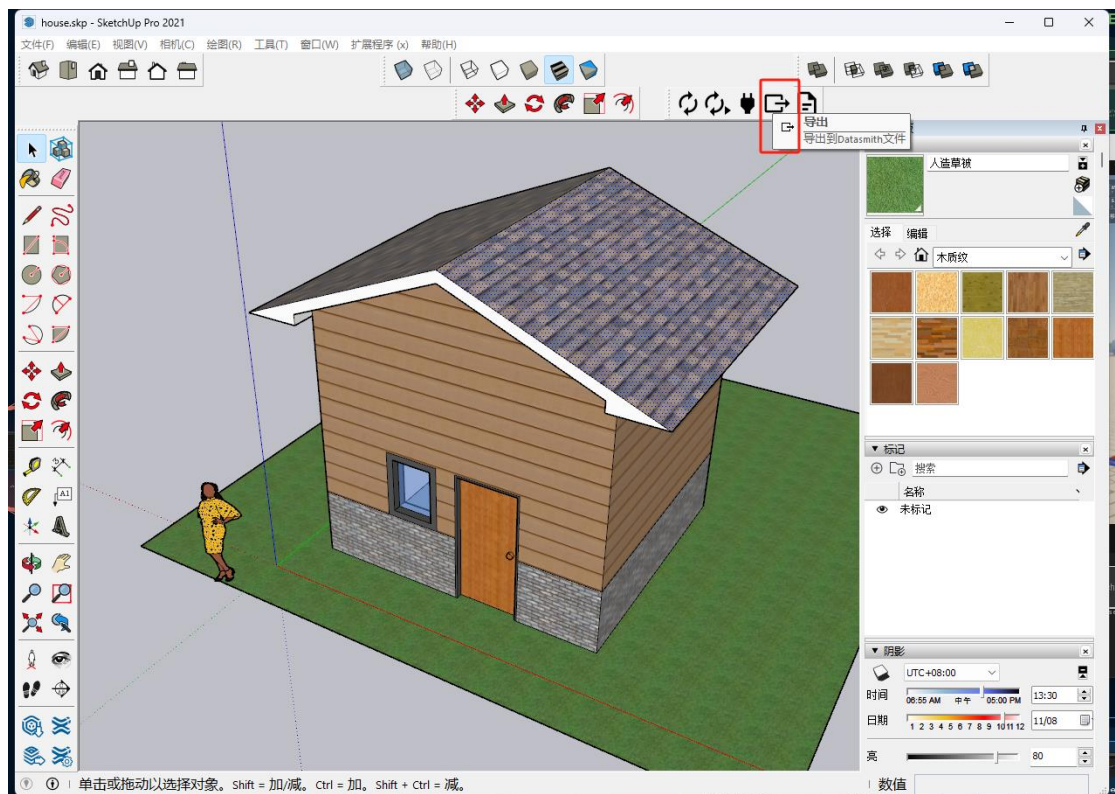 house.skp - SketchUp Pro 2021
文件(F) 编辑(E) 视图(V) 相机(C) 绘图(R) 工具(T) 窗口(W) 扩展程序 (x) 帮助(H)
导出
导出到Datasmith文件
人造草被
选择 编辑
木质纹
标记
搜索
名称
未标记
A1
阴影
UTC+08:00
时间 06:55 AM 中午 05:00 PM 13:30
日期 1 2 3 4 5 6 7 8 9 10 11 12 11/08
亮 80
单击或拖动以选择对象。Shift = 加/减。Ctrl = 加。Shift + Ctrl = 减。 数值